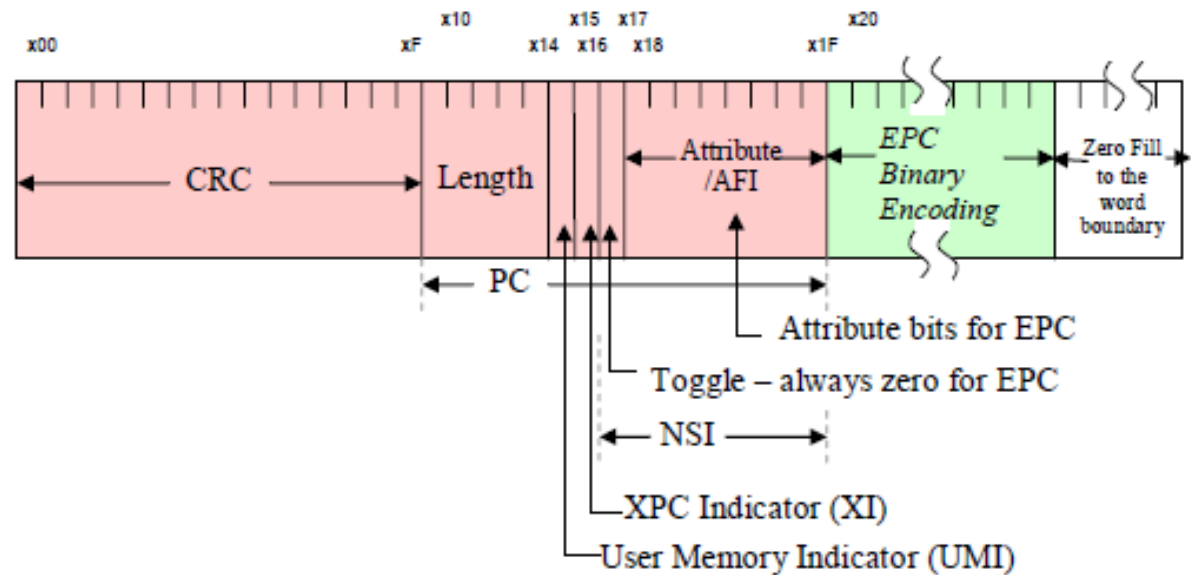 x10 x15 x17 x20
x00 xF x14 x16 x18 x1F
CRC
Length
Attribute
/AFI
EPC
Binary
Encoding
Zero Fill
to the
word
boundary
PC
Attribute bits for EPC
Toggle – always zero for EPC
NSI
XPC Indicator (XI)
User Memory Indicator (UMI)